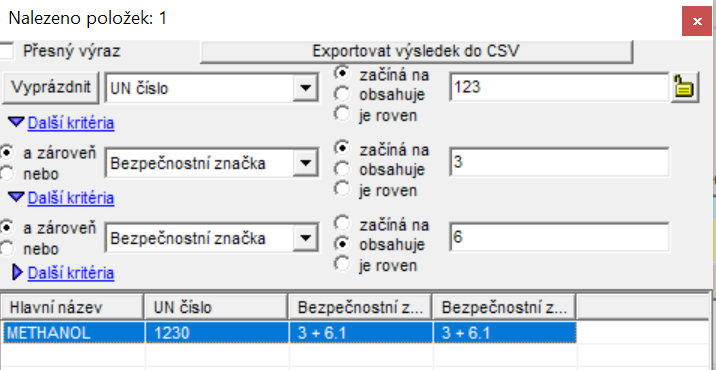 Nalezeno položek: 1
Přesný výraz
Exportovat výsledek do CSV
Vyprázdnit
UN číslo
začíná na
obsahuje
je roven
123
Další kritéria
a zároveň
nebo
Bezpečnostní značka
začíná na
obsahuje
je roven
3
Další kritéria
a zároveň
nebo
Bezpečnostní značka
začíná na
obsahuje
je roven
6
Další kritéria
Hlavní název UN číslo Bezpečnostní z... Bezpečnostní z...
METHANOL 1230 3 + 6.1 3 + 6.1